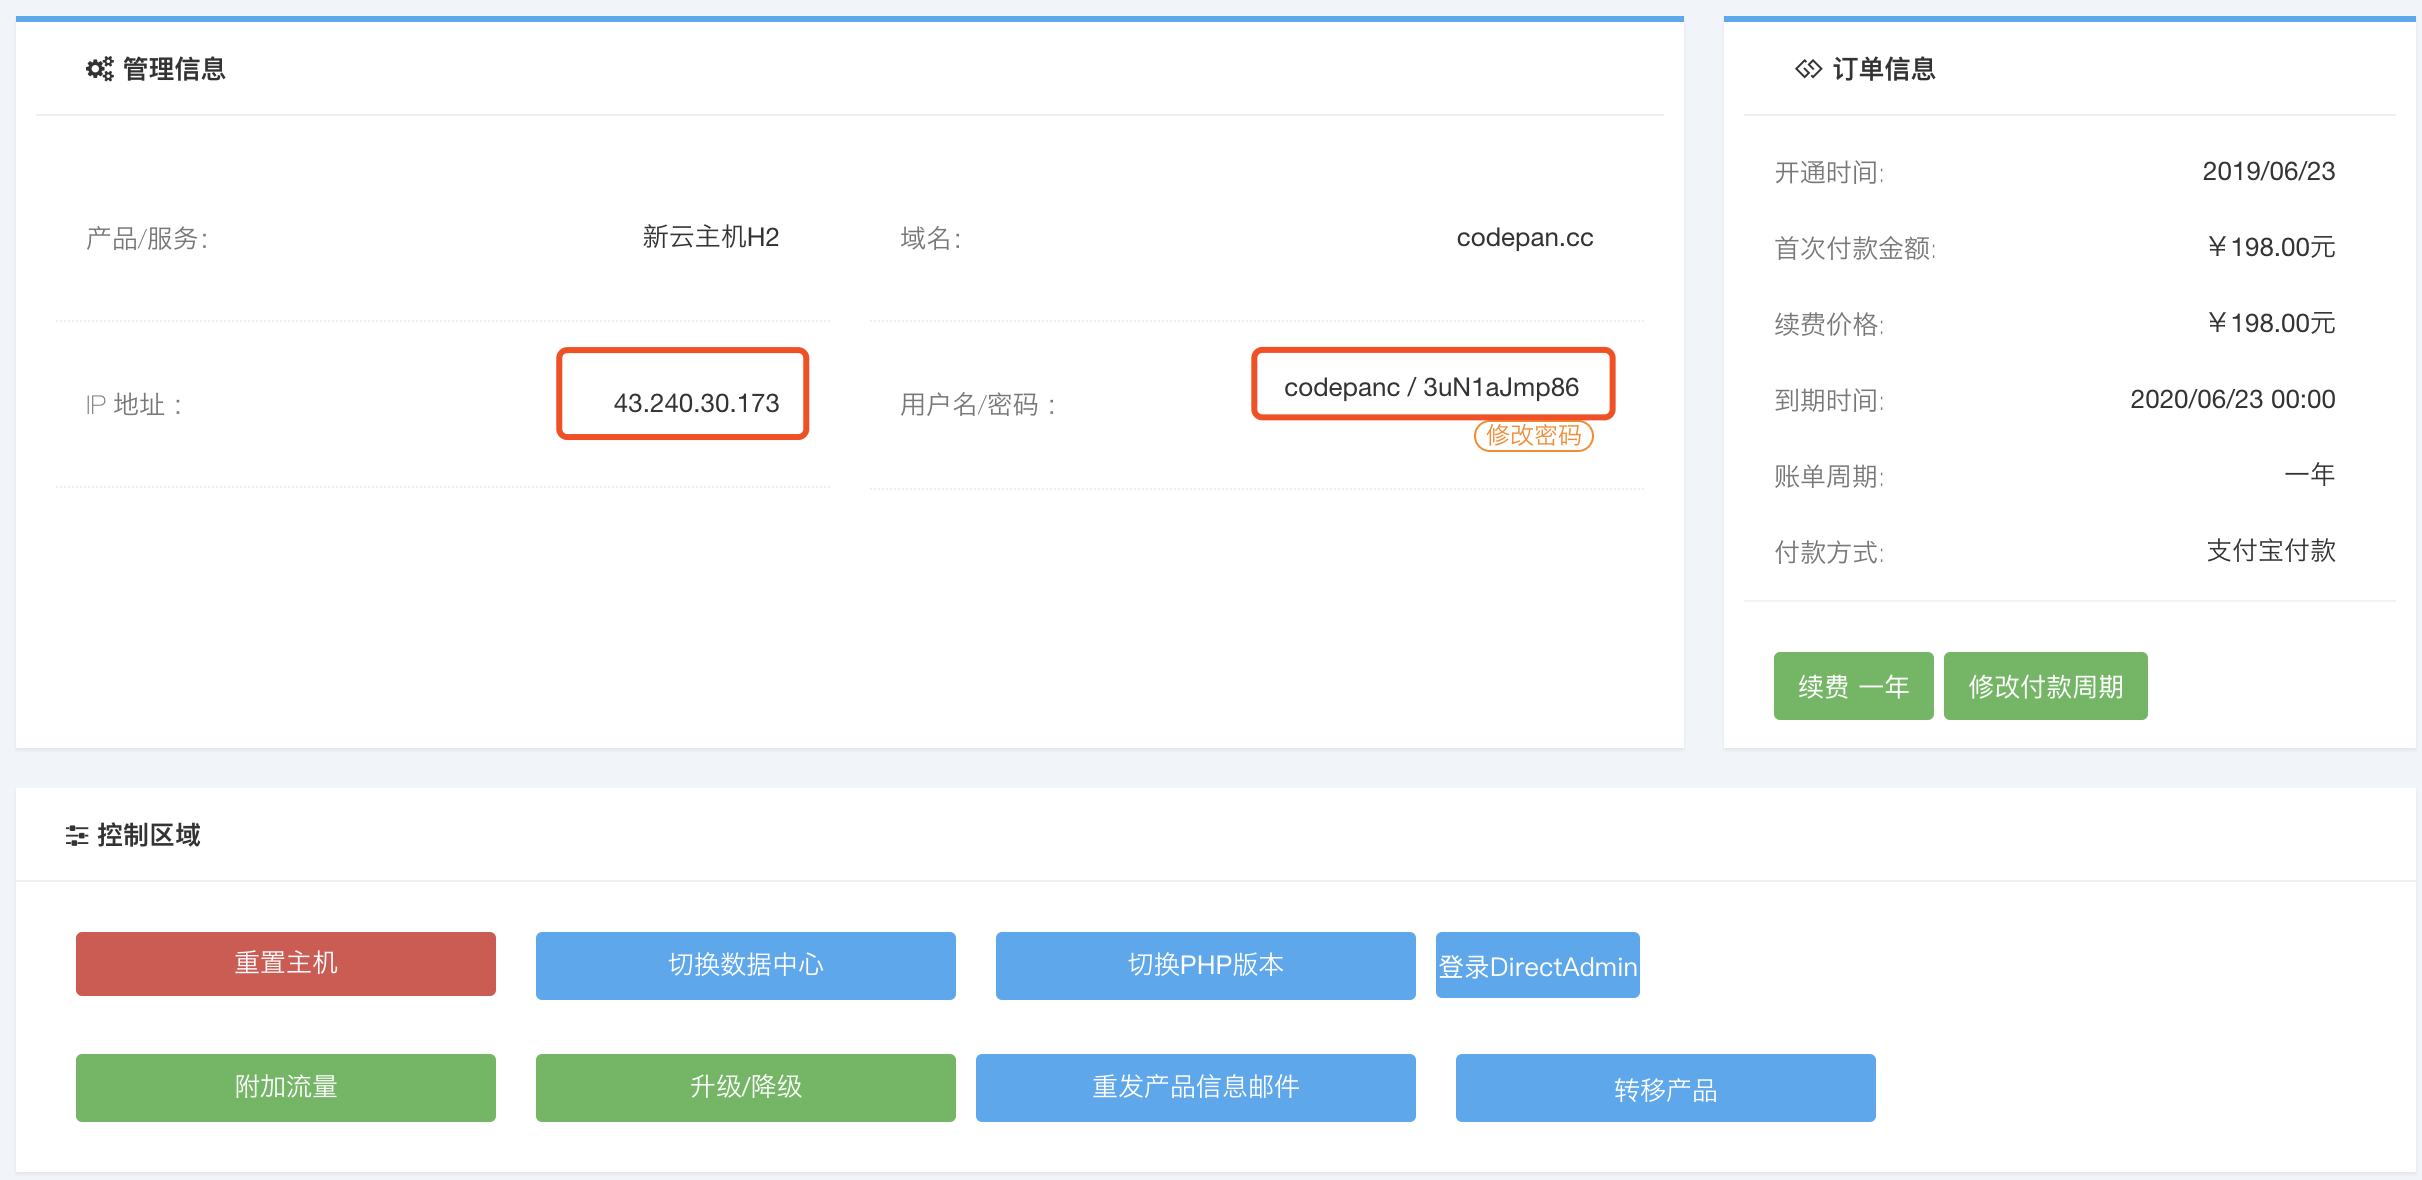 管理信息
产品/服务：
新云主机H2
域名：
codepan.cc
IP 地址：
43.240.30.173
用户名/密码：
codepanc / 3uN1aJmp86
修改密码
订单信息
开通时间:
2019/06/23
首次付款金额:
￥198.00元
续费价格:
￥198.00元
到期时间:
2020/06/23 00:00
账单周期:
一年
付款方式:
支付宝付款
续费 一年
修改付款周期
控制区域
重置主机
切换数据中心
切换PHP版本
登录DirectAdmin
附加流量
升级/降级
重发产品信息邮件
转移产品